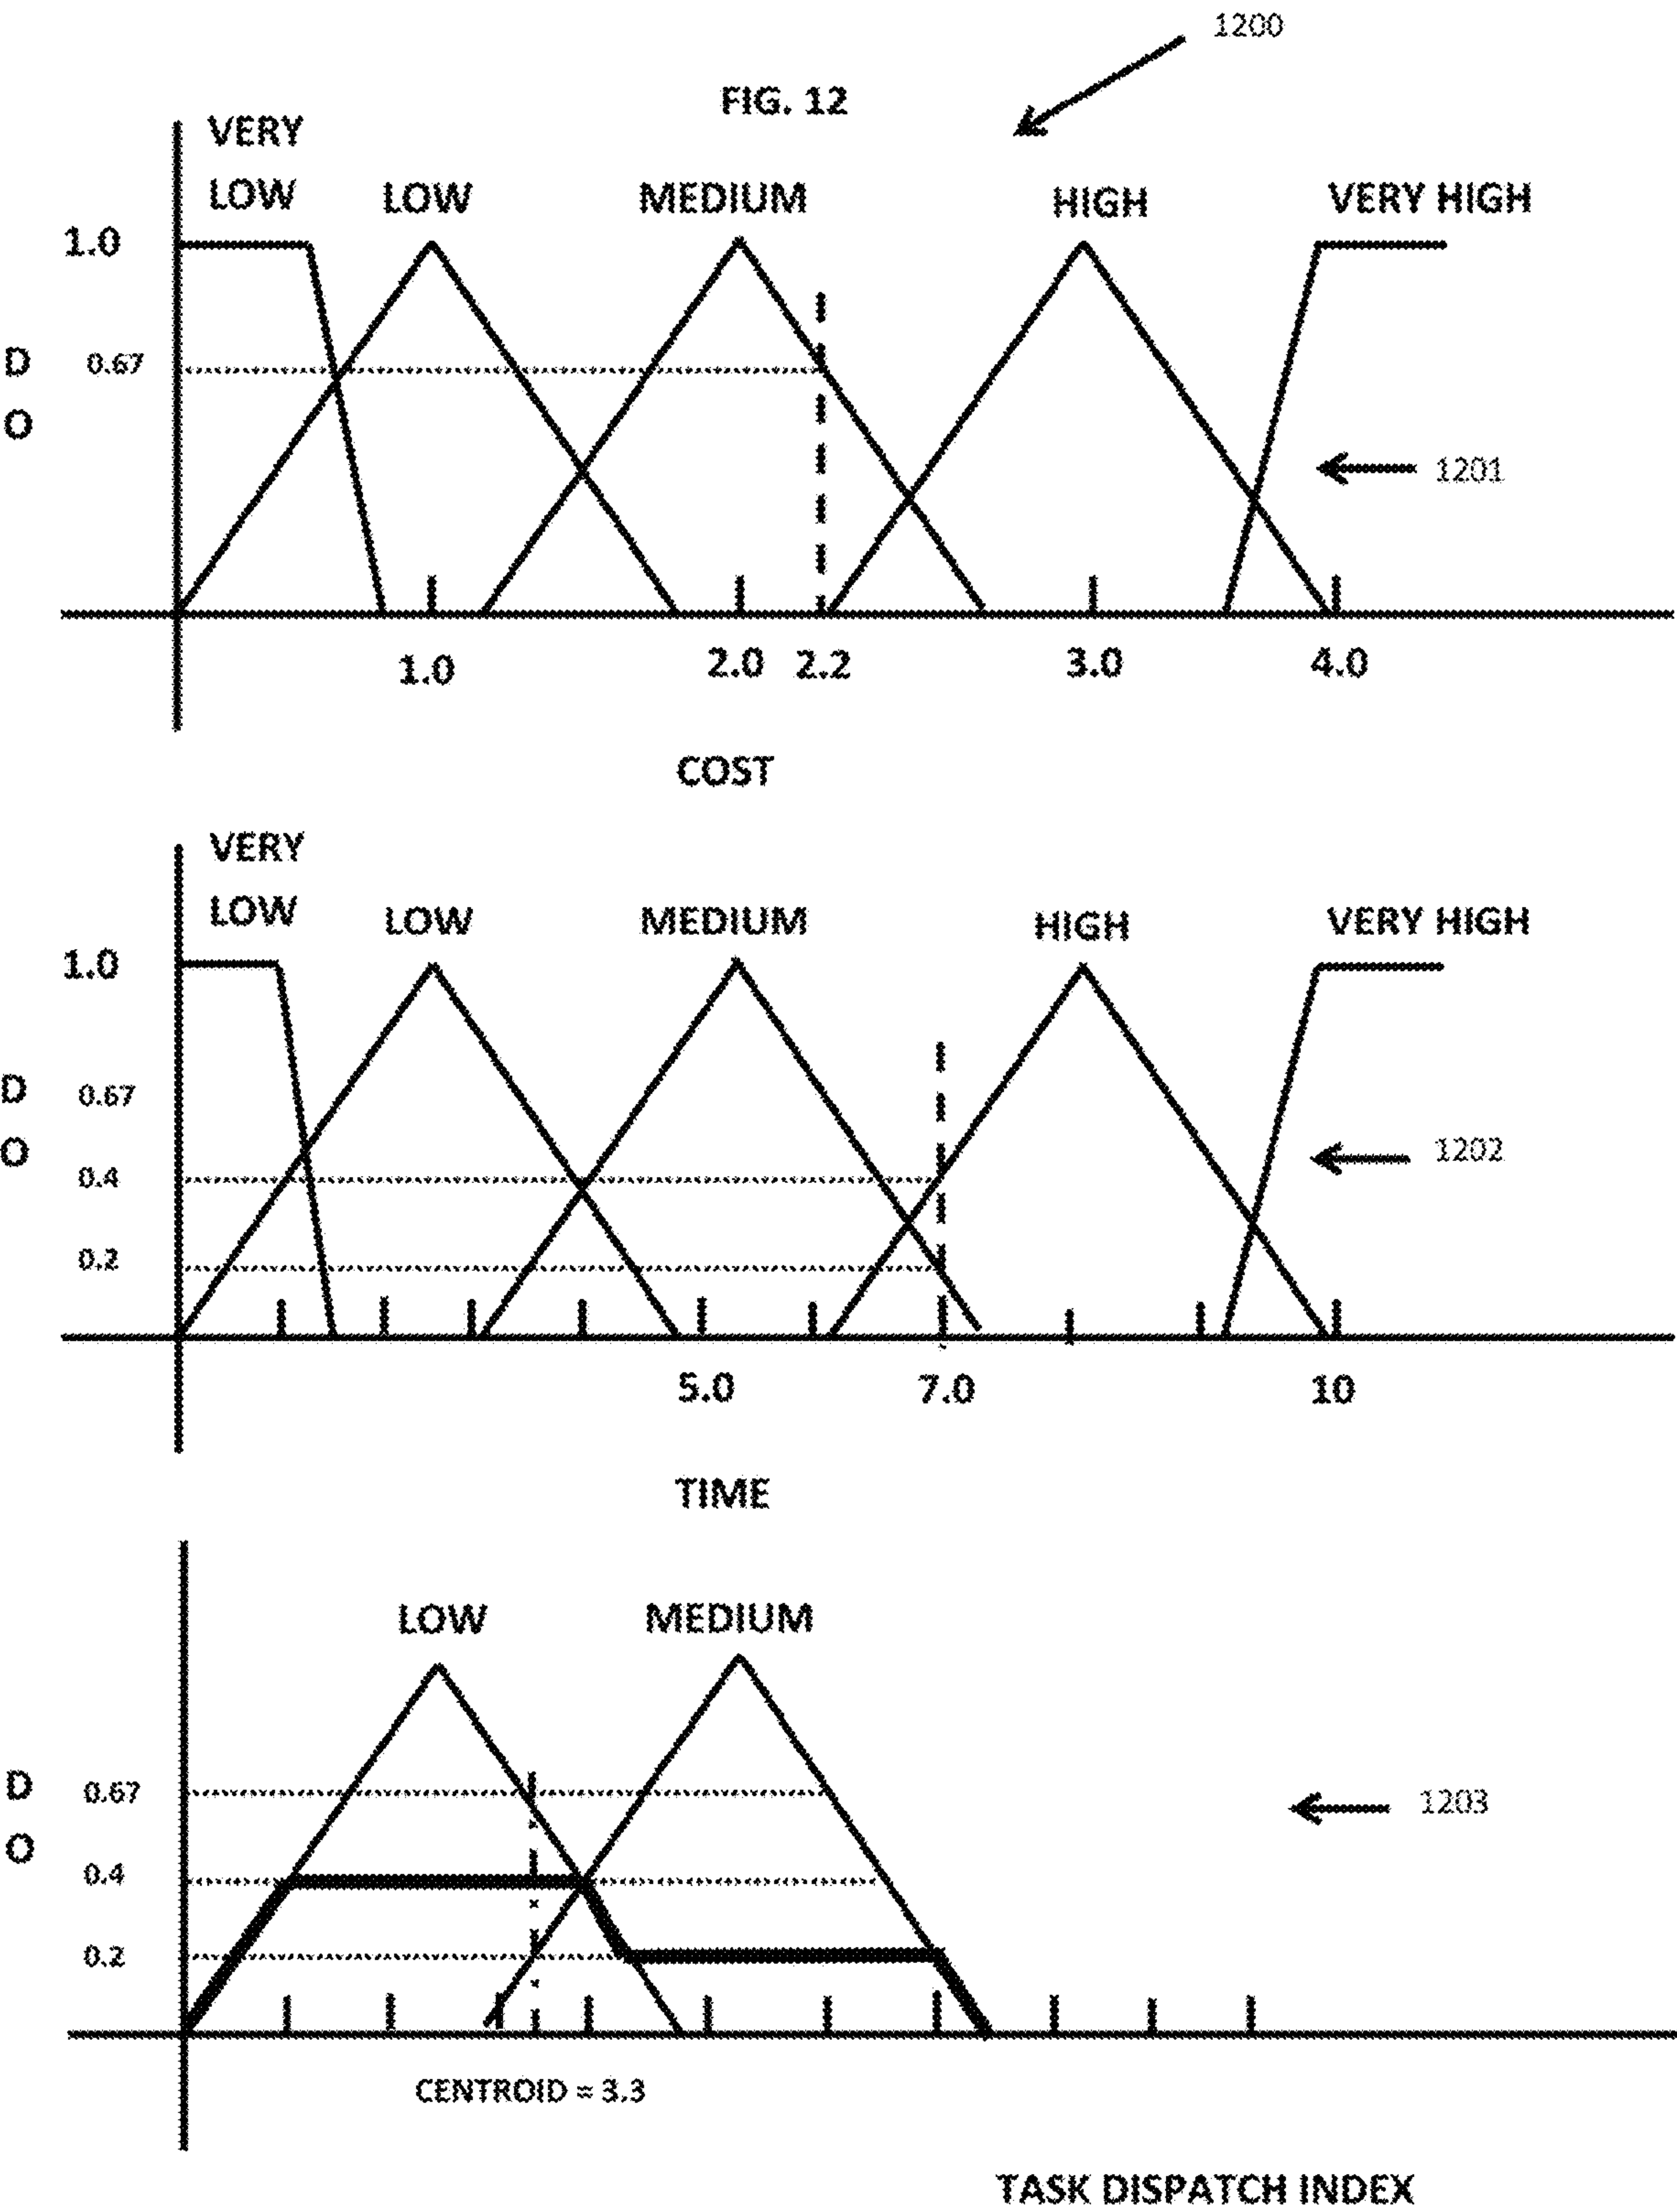 1200
FIG. 12
VERY
LOW LOW MEDIUM HIGH VERY HIGH
1.0
D 0.67
O
1201
1.0 2.0 2.2 3.0 4.0
COST
VERY
LOW LOW MEDIUM HIGH VERY HIGH
1.0
D 0.67
O 1202
0.4
0.2
5.0 7.0 10
TIME
LOW MEDIUM
D 0.67 1203
O
0.4
0.2
CENTROID = 3.3
TASK DISPATCH INDEX